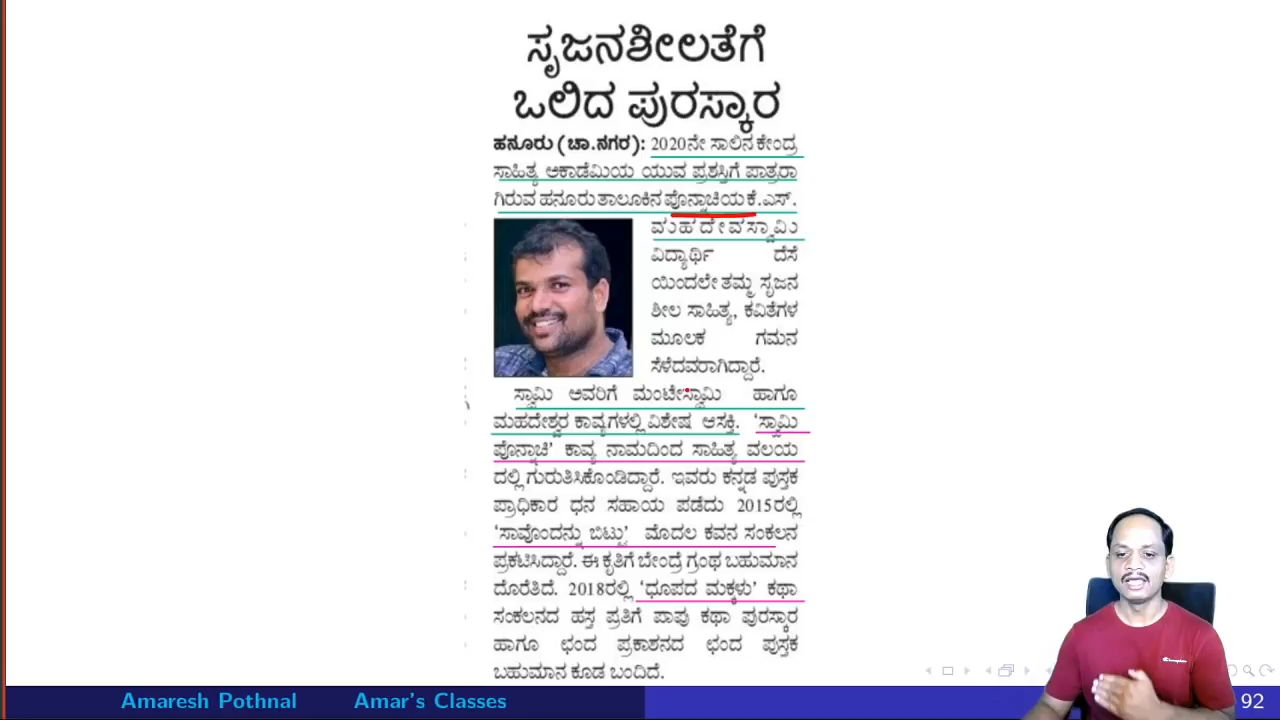 ಸೃಜನಶೀಲತೆಗೆ
ಒಲಿದ ಪುರಸ್ಕಾರ
ಹನೂರು (ಚಾ.ನಗರ): 2020ನೇ ಸಾಲಿನ ಕೇಂದ್ರ
ಸಾಹಿತ್ಯ ಅಕಾಡೆಮಿಯ ಯುವ ಪ್ರಶಸ್ತಿಗೆ ಪಾತ್ರರಾ
ಗಿರುವ ಹನೂರು ತಾಲೂಕಿನ ಪೊನ್ನಾಚಿಯ ಕೆ.ಎಸ್.
ಮಹದೇವಸ್ವಾಮಿ
ವಿದ್ಯಾರ್ಥಿ ದೆಸೆ
ಯಿಂದಲೇ ತಮ್ಮ ಸೃಜನ
ಶೀಲ ಸಾಹಿತ್ಯ, ಕವಿತೆಗಳ
ಮೂಲಕ ಗಮನ
ಸೆಳೆದವರಾಗಿದ್ದಾರೆ.
ಸ್ವಾಮಿ ಅವರಿಗೆ ಮಂಟೇಸ್ವಾಮಿ ಹಾಗೂ
ಮಹದೇಶ್ವರ ಕಾವ್ಯಗಳಲ್ಲಿ ವಿಶೇಷ ಆಸಕ್ತಿ. ‘ಸ್ವಾಮಿ
ಪೊನ್ನಾಚಿ’ ಕಾವ್ಯ ನಾಮದಿಂದ ಸಾಹಿತ್ಯ ವಲಯ
ದಲ್ಲಿ ಗುರುತಿಸಿಕೊಂಡಿದ್ದಾರೆ. ಇವರು ಕನ್ನಡ ಪುಸ್ತಕ
ಪ್ರಾಧಿಕಾರ ಧನ ಸಹಾಯ ಪಡೆದು 2015ರಲ್ಲಿ
‘ಸಾವೊಂದನ್ನು ಬಿಟ್ಟು’ ಮೊದಲ ಕವನ ಸಂಕಲನ
ಪ್ರಕಟಿಸಿದ್ದಾರೆ. ಈ ಕೃತಿಗೆ ಬೇಂದ್ರೆ ಗ್ರಂಥ ಬಹುಮಾನ
ದೊರೆತಿದೆ. 2018ರಲ್ಲಿ ‘ಧೂಪದ ಮಕ್ಕಳು’ ಕಥಾ
ಸಂಕಲನದ ಹಸ್ತ ಪ್ರತಿಗೆ ಪಾಪು ಕಥಾ ಪುರಸ್ಕಾರ
ಹಾಗೂ ಛಂದ ಪ್ರಕಾಶನದ ಛಂದ ಪುಸ್ತಕ
ಬಹುಮಾನ ಕೂಡ ಬಂದಿದೆ.
Amaresh Pothnal Amar's Classes 92